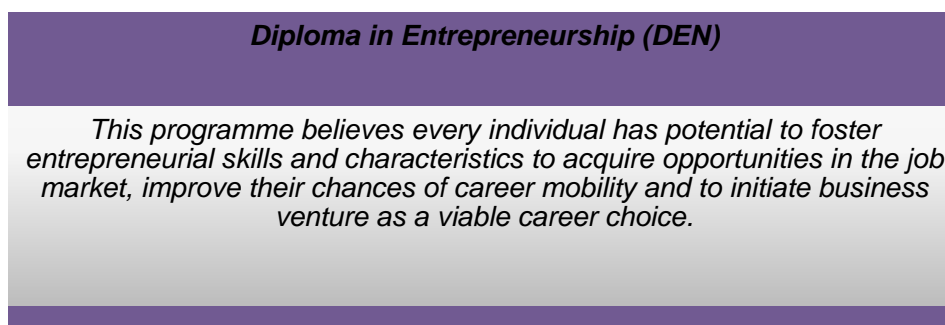 Diploma in Entrepreneurship (DEN)
This programme believes every individual has potential to foster
entrepreneurial skills and characteristics to acquire opportunities in the job
market, improve their chances of career mobility and to initiate business
venture as a viable career choice.